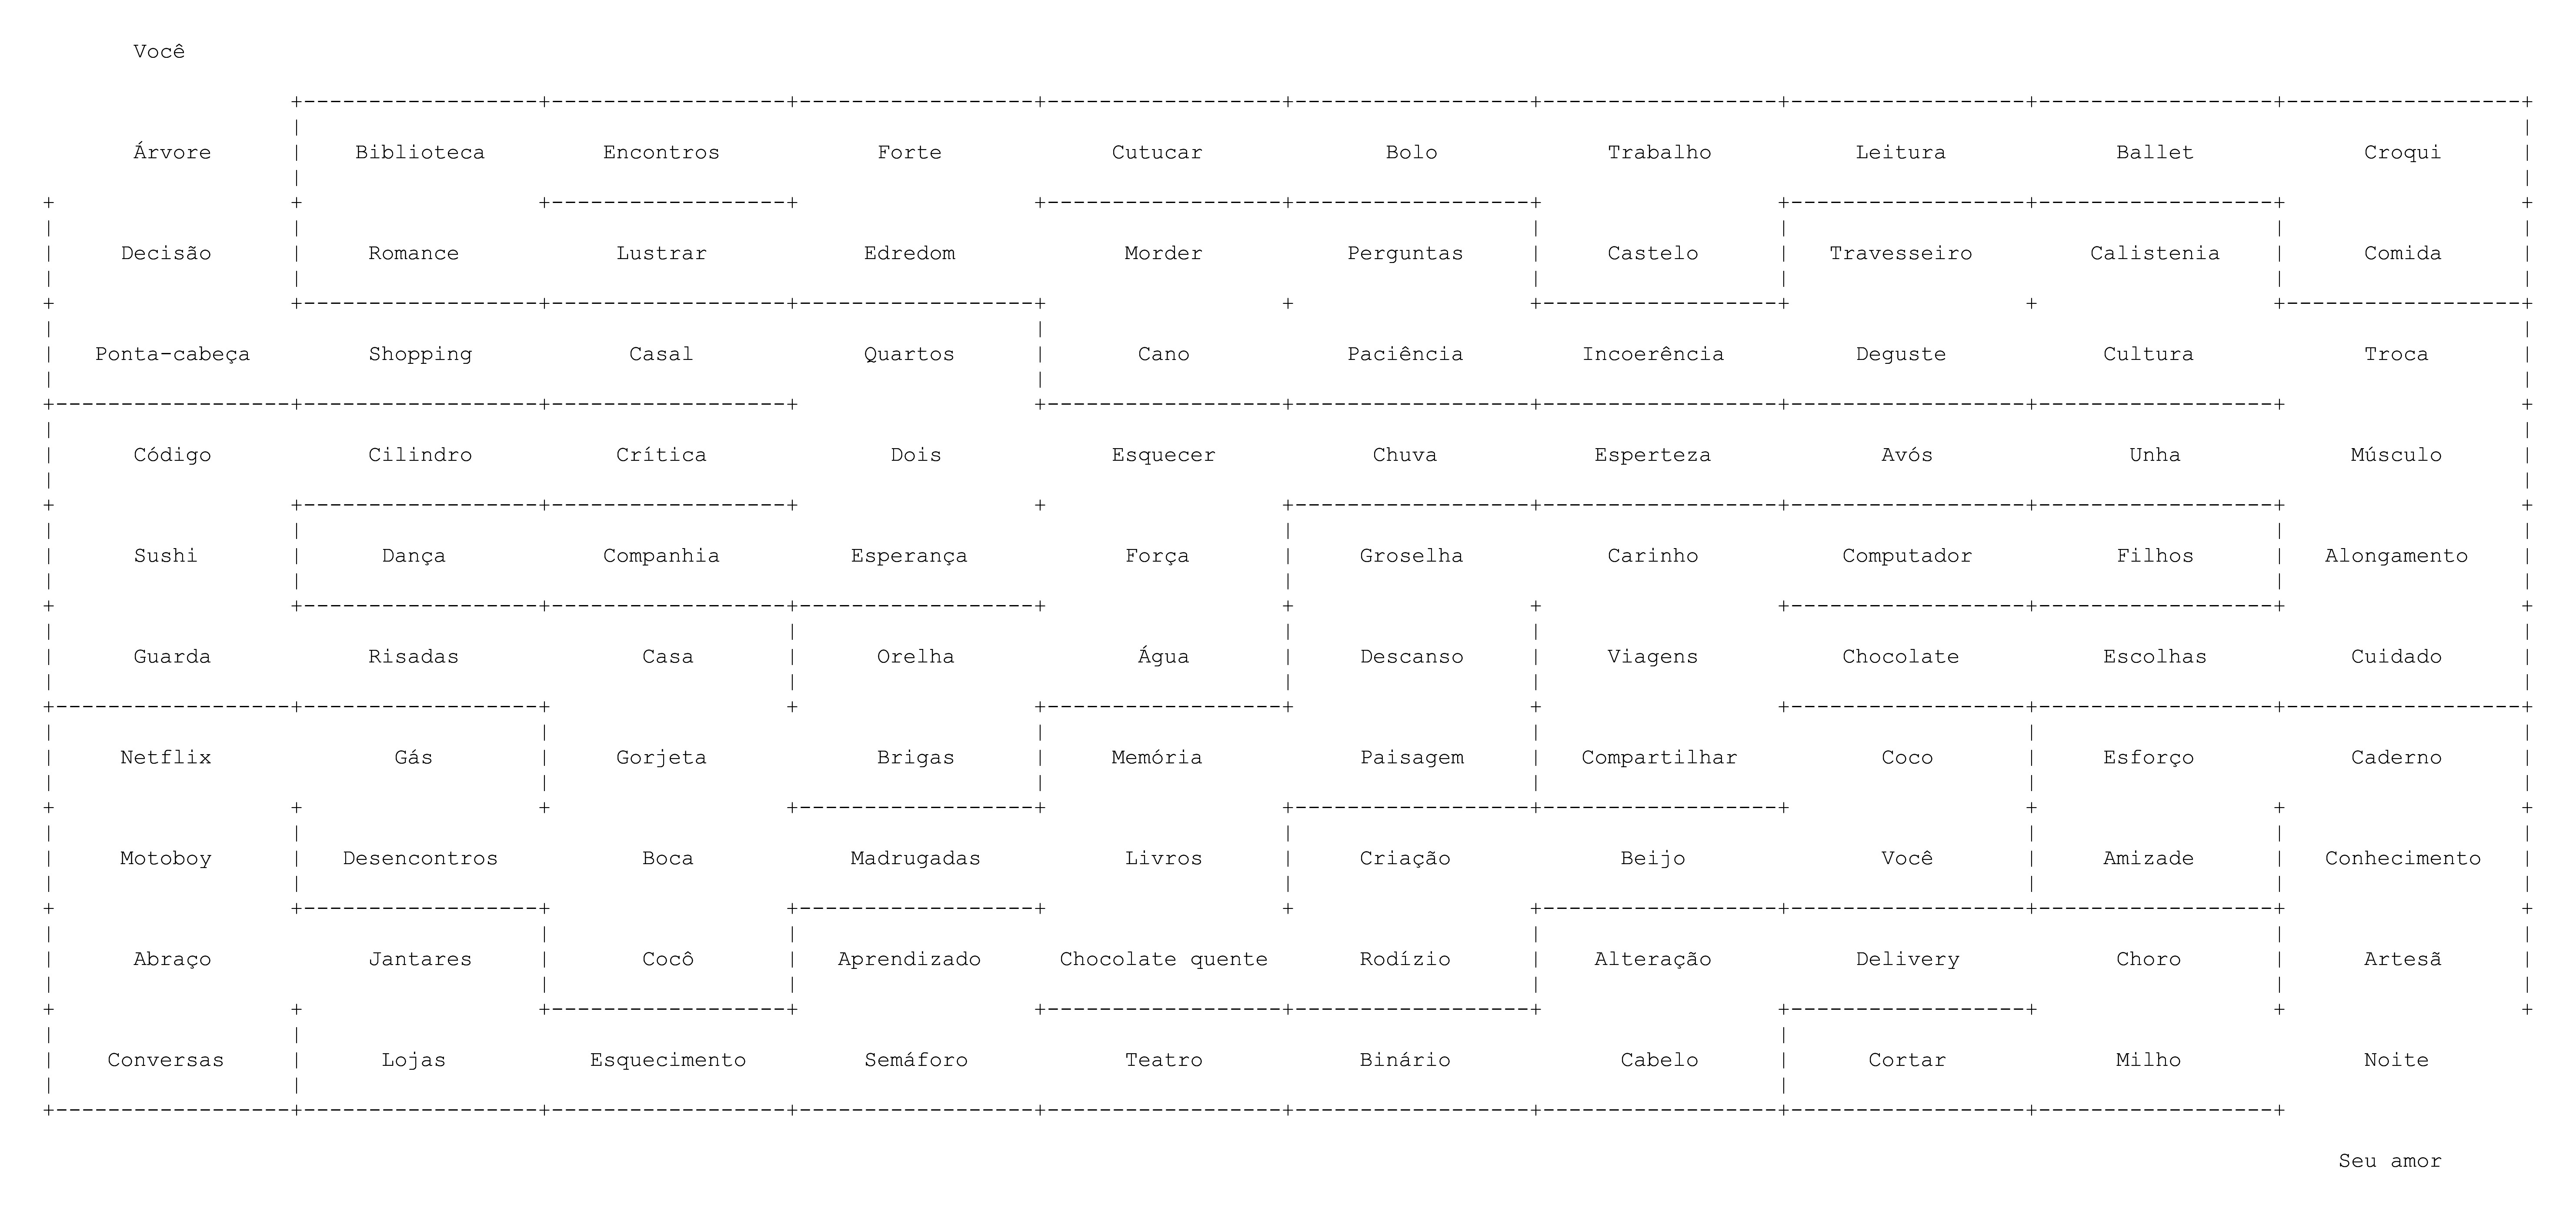 Você
Árvore Biblioteca Encontros Forte Cutucar Bolo Trabalho Leitura Ballet Croqui
Decisão Romance Lustrar Edredom Morder Perguntas Castelo Travesseiro Calistenia Comida
Ponta-cabeça Shopping Casal Quartos Cano Paciência Incoerência Deguste Cultura Troca
Código Cilindro Crítica Dois Esquecer Chuva Esperteza Avós Unha Músculo
Sushi Dança Companhia Esperança Força Groselha Carinho Computador Filhos Alongamento
Guarda Risadas Casa Orelha Água Descanso Viagens Chocolate Escolhas Cuidado
Netflix Gás Gorjeta Brigas Memória Paisagem Compartilhar Coco Esforço Caderno
Motoboy Desencontros Boca Madrugadas Livros Criação Beijo Você Amizade Conhecimento
Abraço Jantares Cocô Aprendizado Chocolate quente Rodízio Alteração Delivery Choro Artesã
Conversas Lojas Esquecimento Semáforo Teatro Binário Cabelo Cortar Milho Noite
Seu amor